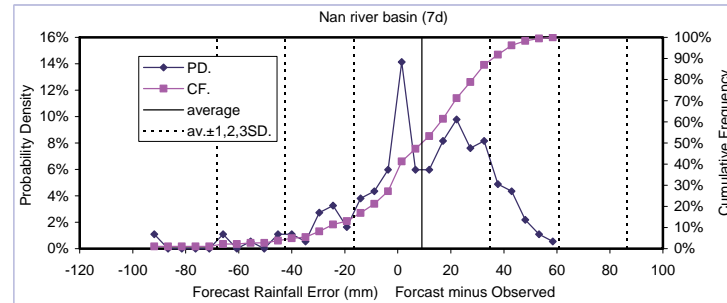 Nan river basin (7d)
16%
14%
12%
10%
8%
6%
4%
2%
0%
Probability Density
PD.
CF.
average
av.±1,2,3SD.
100%
90%
80%
70%
60%
50%
40%
30%
20%
10%
0%
Cumulative Frequency
-120 -100 -80 -60 -40 -20 0 20 40 60 80 100
Forecast Rainfall Error (mm) Forcast minus Observed